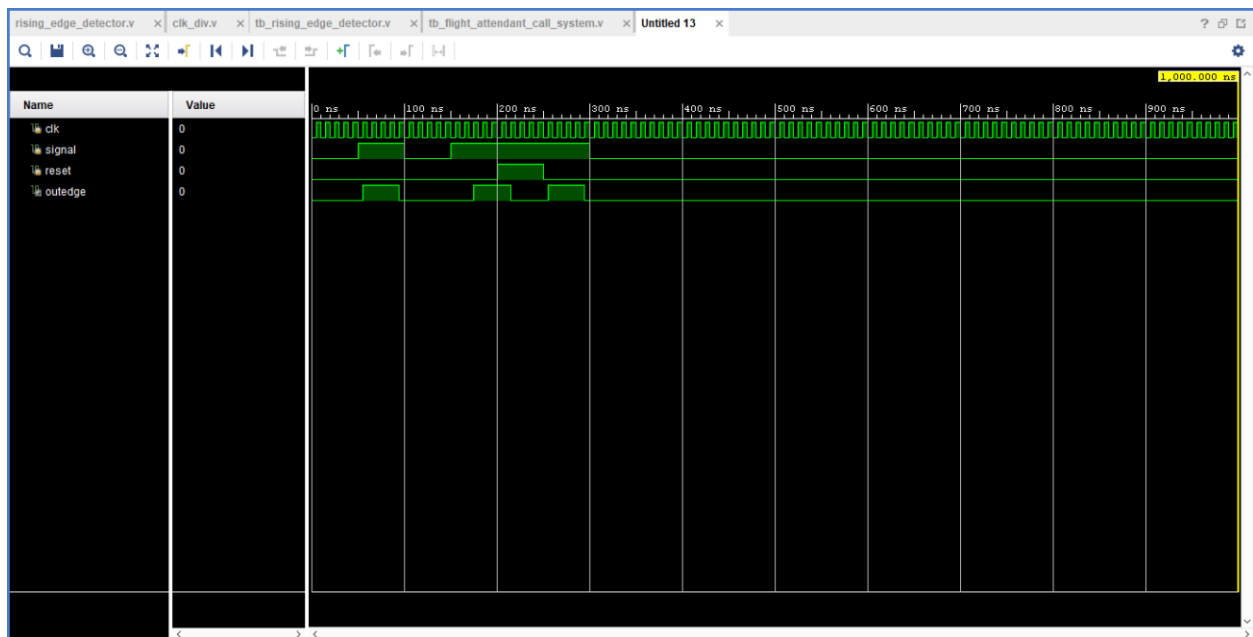 rising_edge_detector.v × clk_div.v × tb_rising_edge_detector.v × tb_flight_attendant_call_system.v × Untitled 13 × ?
1,000.000 ns
Name Value
0 ns 100 ns 200 ns 300 ns 400 ns 500 ns 600 ns 700 ns 800 ns 900 ns
clk 0
signal 0
reset 0
outedge 0